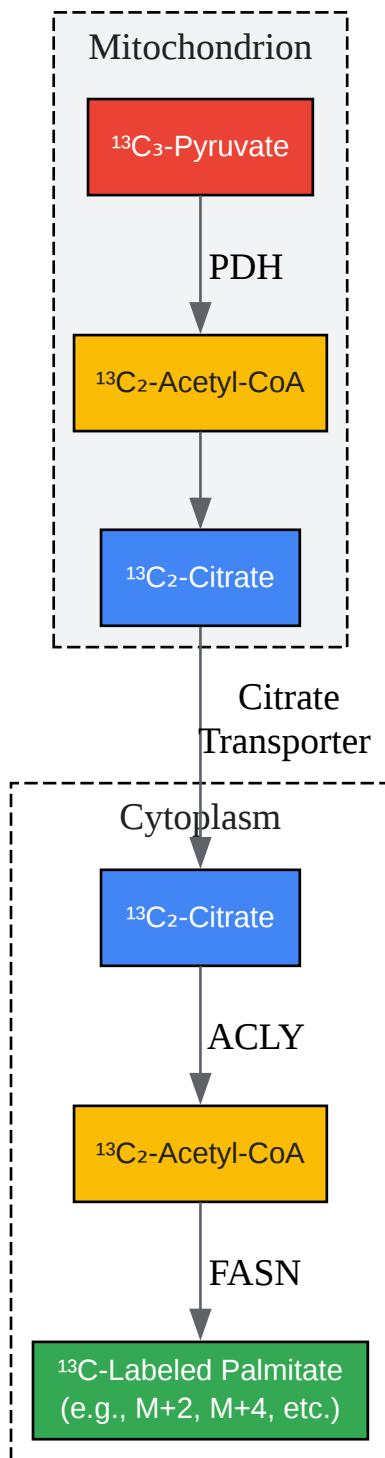 Mitochondrion
¹³C₃-Pyruvate
PDH
¹³C₂-Acetyl-CoA
¹³C₂-Citrate
Citrate
Transporter
Cytoplasm
¹³C₂-Citrate
ACLY
¹³C₂-Acetyl-CoA
FASN
¹³C-Labeled Palmitate
(e.g., M+2, M+4, etc.)